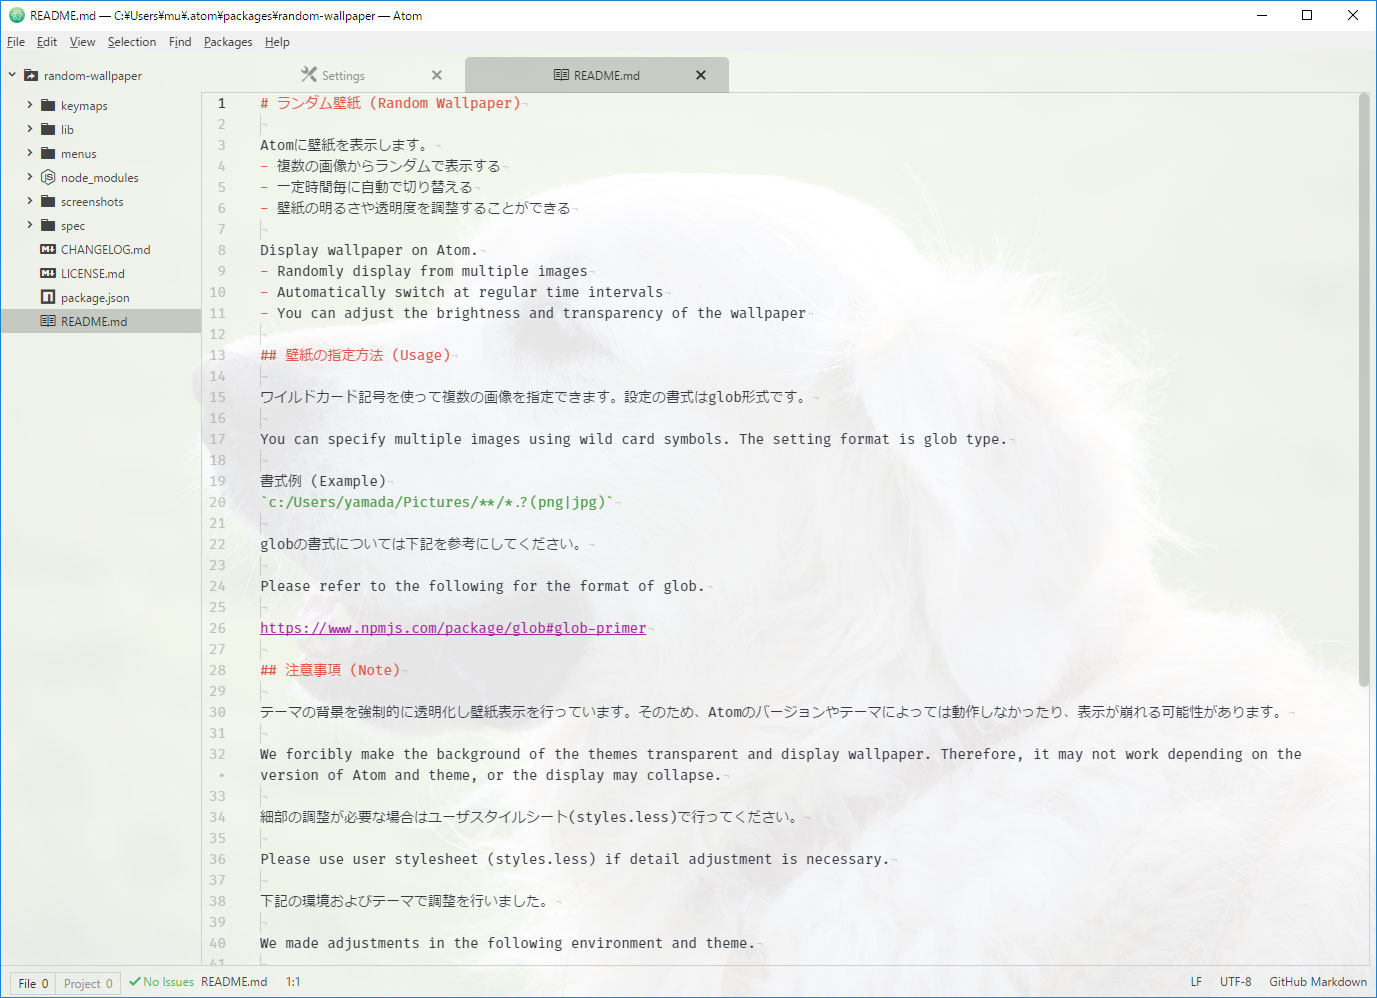 README.md — C:¥Users¥mu¥.atom¥packages¥random-wallpaper — Atom
File Edit View Selection Find Packages Help
random-wallpaper
keymaps
lib
menus
node_modules
screenshots
spec
CHANGELOG.md
LICENSE.md
package.json
README.md
Settings README.md
1 # ランダム壁紙 (Random Wallpaper)
2
3 Atomに壁紙を表示します。
4 - 複数の画像からランダムで表示する
5 - 一定時間毎に自動で切り替える
6 - 壁紙の明るさや透明度を調整することができる
7
8 Display wallpaper on Atom.
9 - Randomly display from multiple images
10 - Automatically switch at regular time intervals
11 - You can adjust the brightness and transparency of the wallpaper
12
13 ## 壁紙の指定方法 (Usage)
14
15 ワイルドカード記号を使って複数の画像を指定できます。設定の書式はglob形式です。
16
17 You can specify multiple images using wild card symbols. The setting format is glob type.
18
19 書式例 (Example)
20 `c:/Users/yamada/Pictures/**/*.?(png|jpg)`
21
22 globの書式については下記を参考にしてください。
23
24 Please refer to the following for the format of glob.
25
26 https://www.npmjs.com/package/glob#glob-primer
27
28 ## 注意事項 (Note)
29
30 テーマの背景を強制的に透明化し壁紙表示を行っています。そのため、Atomのバージョンやテーマによっては動作しなかったり、表示が崩れる可能性があります。
31
32 We forcibly make the background of the themes transparent and display wallpaper. Therefore, it may not work depending on the
• version of Atom and theme, or the display may collapse.
33
34 細部の調整が必要な場合はユーザスタイルシート(styles.less)で行ってください。
35
36 Please use user stylesheet (styles.less) if detail adjustment is necessary.
37
38 下記の環境およびテーマで調整を行いました。
39
40 We made adjustments in the following environment and theme.
41
File 0 Project 0 No Issues README.md 1:1 LF UTF-8 GitHub Markdown